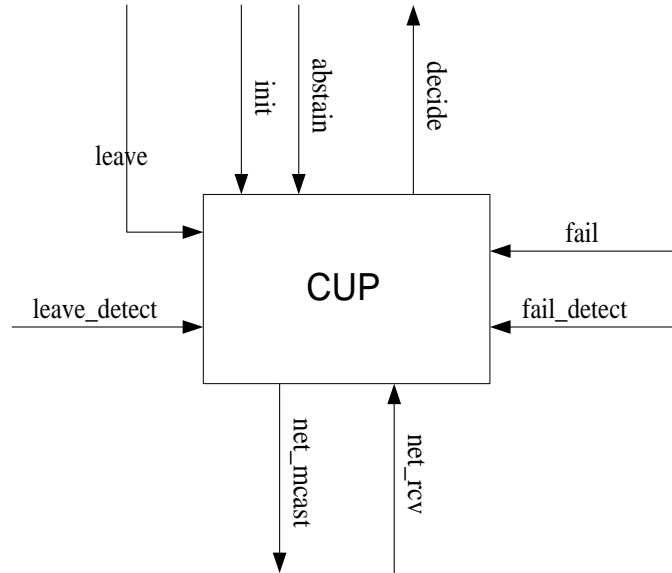 init
abstain
decide
leave
fail
CUP
leave_detect
fail_detect
net_mcast
net_rcv